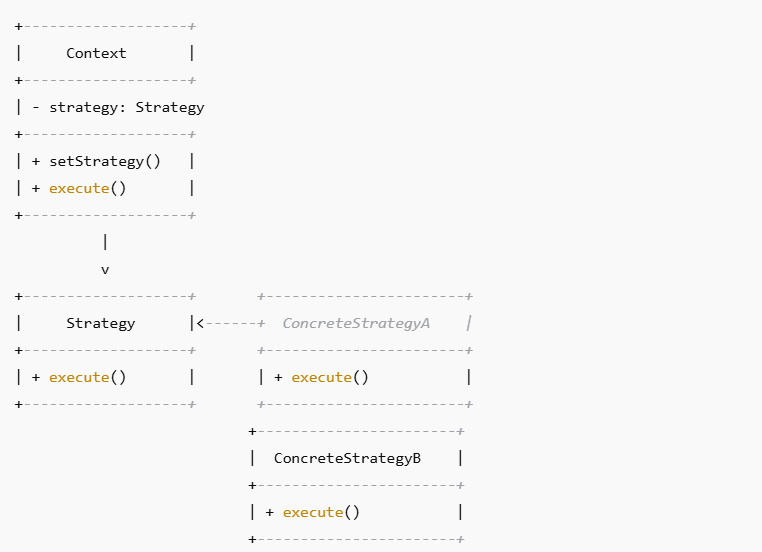 +-------------------+
|     Context       |
+-------------------+
| - strategy: Strategy
+-------------------+
| + setStrategy()   |
| + execute()       |
+-------------------+
          |
          v
+-------------------+       +-----------------------+
|     Strategy      |<------+  ConcreteStrategyA    |
+-------------------+       +-----------------------+
| + execute()       |       | + execute()           |
+-------------------+       +-----------------------+
                           +-----------------------+
                           |  ConcreteStrategyB    |
                           +-----------------------+
                           | + execute()           |
                           +-----------------------+